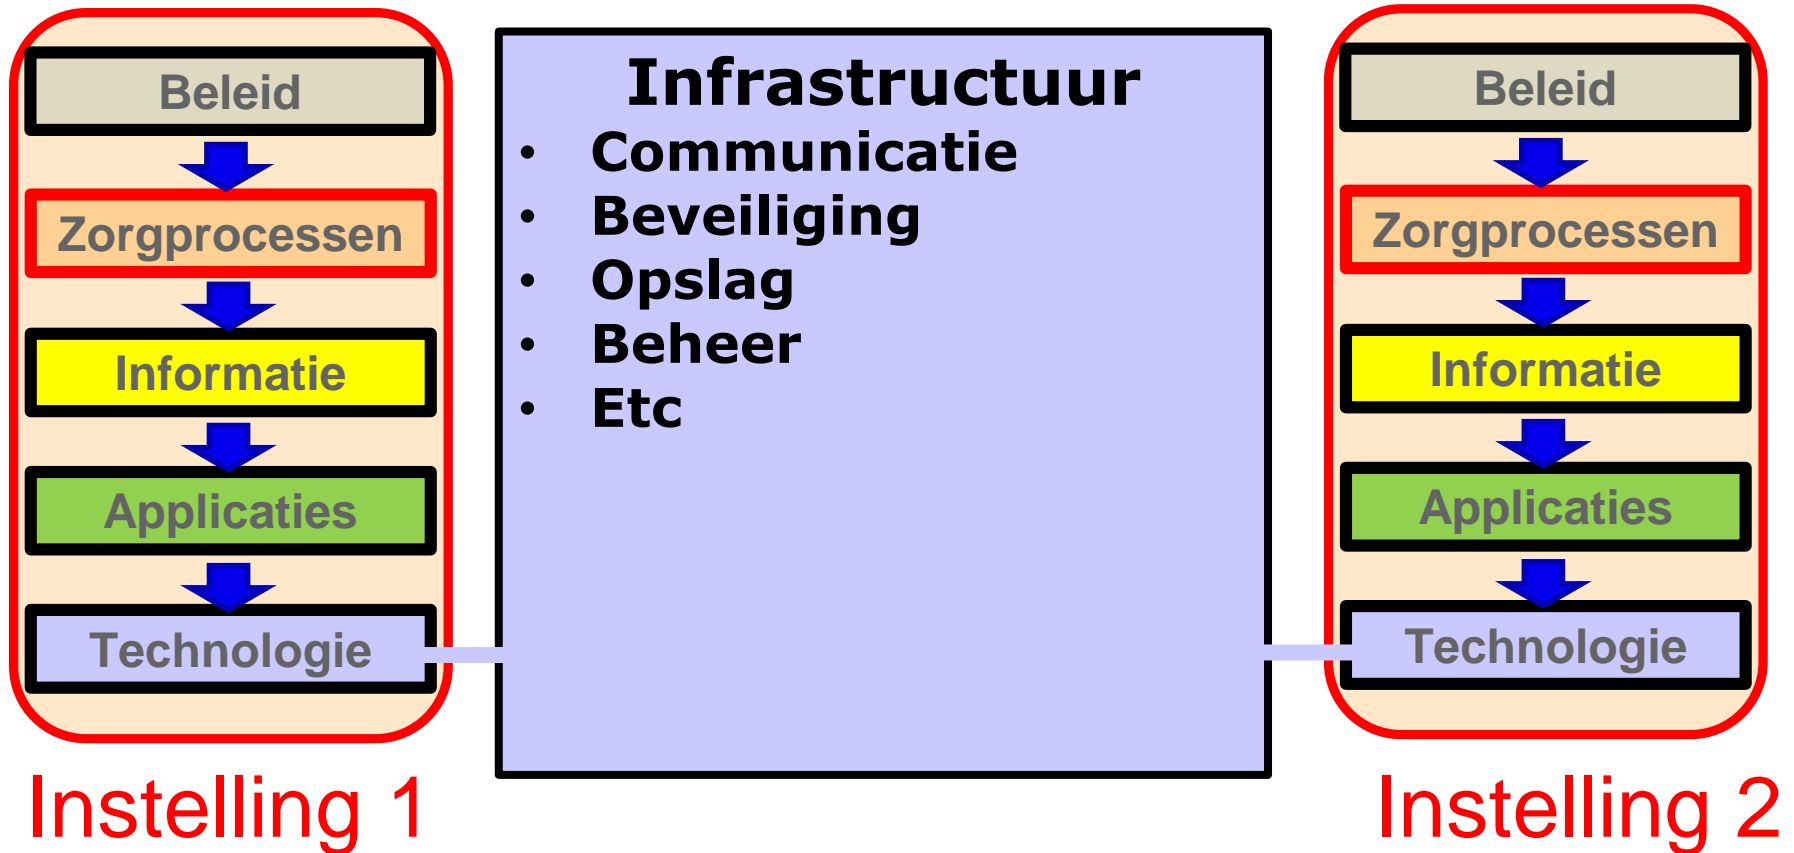 Beleid
Zorgprocessen
Informatie
Applicaties
Technologie
Instelling 1
Infrastructuur
• Communicatie
• Beveiliging
• Opslag
• Beheer
• Etc
Beleid
Zorgprocessen
Informatie
Applicaties
Technologie
Instelling 2